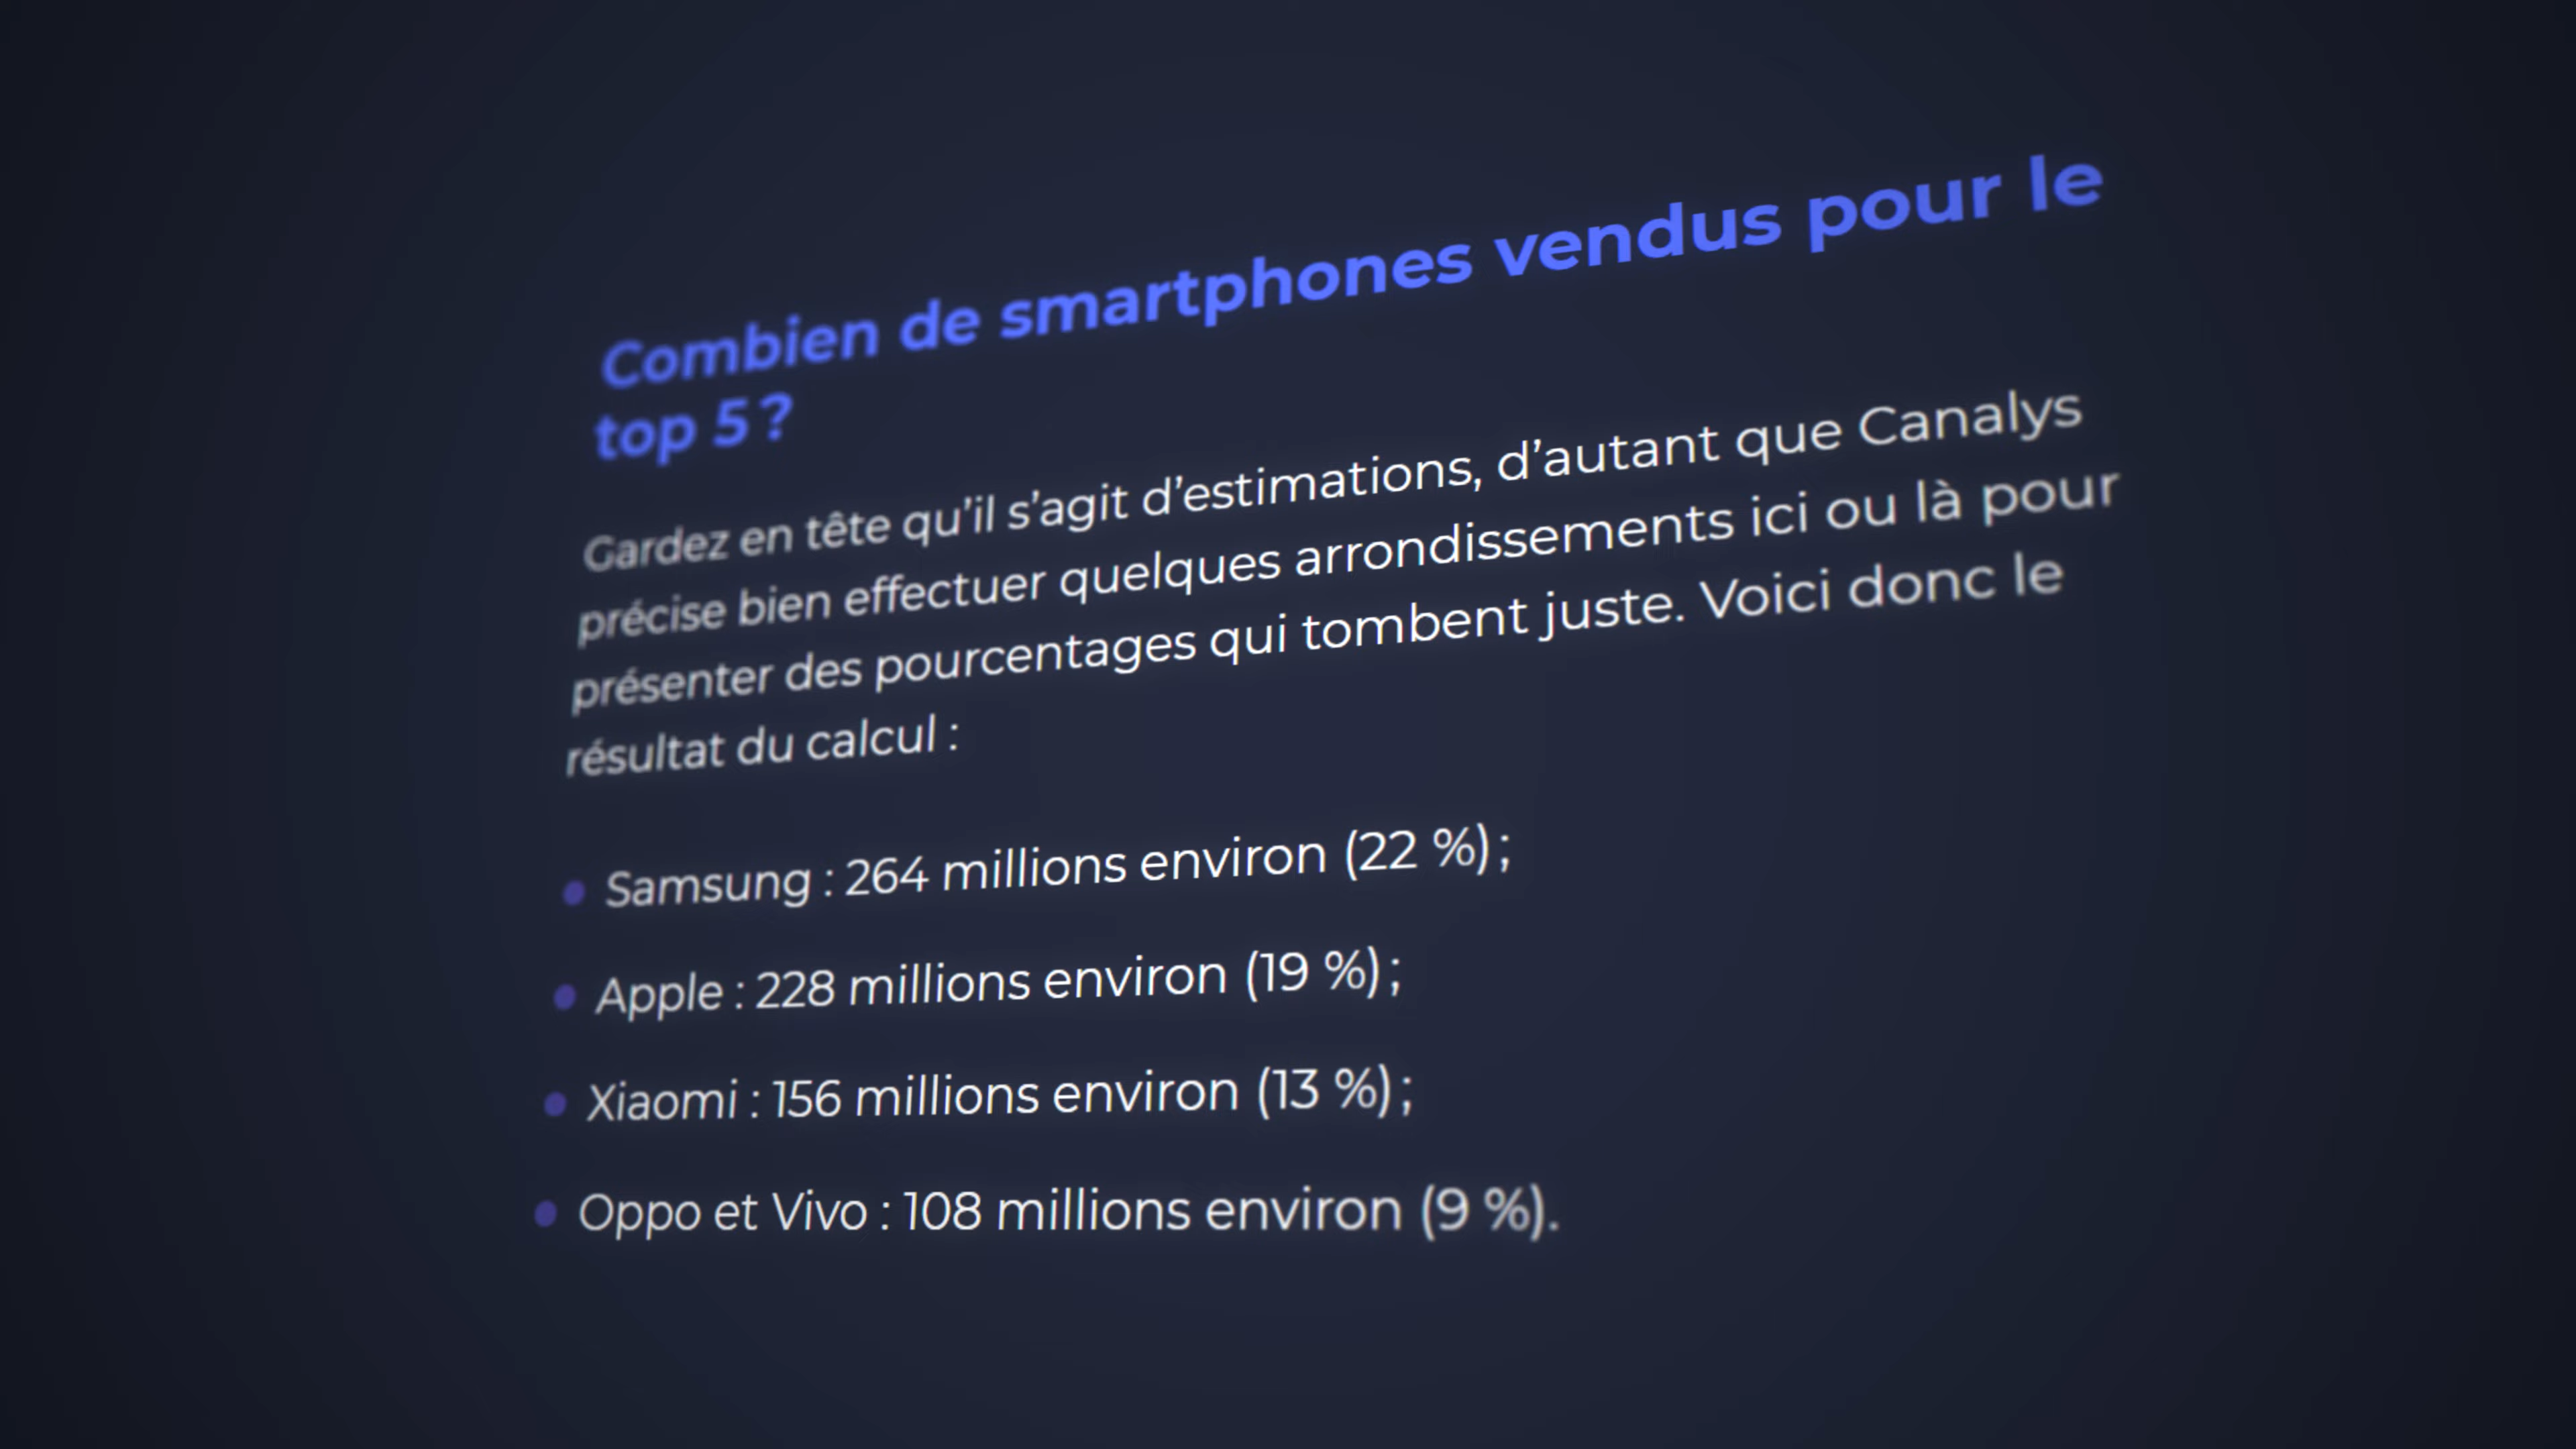 Combien de smartphones vendus pour le
top 5 ?
Gardez en tête qu’il s’agit d’estimations, d’autant que Canalys
précise bien effectuer quelques arrondissements ici ou là pour
présenter des pourcentages qui tombent juste. Voici donc le
résultat du calcul :
Samsung : 264 millions environ (22 %) ;
Apple : 228 millions environ (19 %) ;
Xiaomi : 156 millions environ (13 %) ;
Oppo et Vivo : 108 millions environ (9 %).